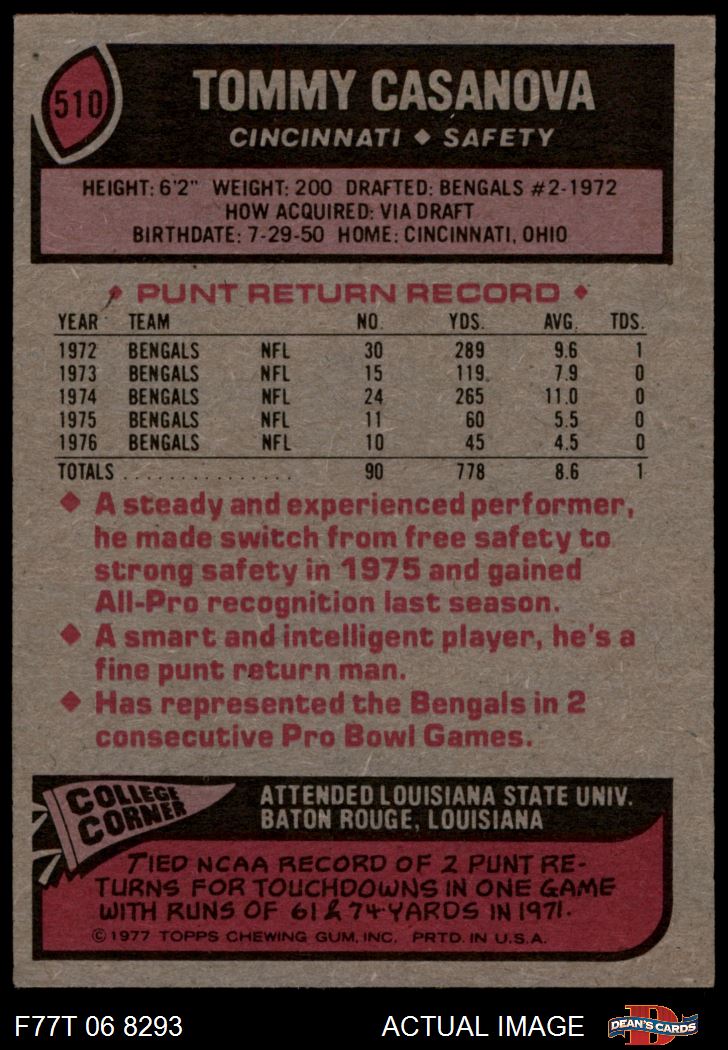 510
TOMMY CASANOVA
CINCINNATI ◆ SAFETY
HEIGHT: 6'2" WEIGHT: 200 DRAFTED: BENGALS #2-1972
HOW ACQUIRED: VIA DRAFT
BIRTHDATE: 7-29-50 HOME: CINCINNATI, OHIO
◆ PUNT RETURN RECORD ◆
YEAR TEAM NO. YDS. AVG. TDS.
1972 BENGALS NFL 30 289 9.6 1
1973 BENGALS NFL 15 119 7.9 0
1974 BENGALS NFL 24 265 11.0 0
1975 BENGALS NFL 11 60 5.5 0
1976 BENGALS NFL 10 45 4.5 0
TOTALS . . . . . . . . . . . . . . . 90 778 8.6 1
◆ A steady and experienced performer,
he made switch from free safety to
strong safety in 1975 and gained
All-Pro recognition last season.
◆ A smart and intelligent player, he's a
fine punt return man.
◆ Has represented the Bengals in 2
consecutive Pro Bowl Games.
COLLEGE
CORNER
ATTENDED LOUISIANA STATE UNIV.
BATON ROUGE, LOUISIANA
TIED NCAA RECORD OF 2 PUNT RE-
TURNS FOR TOUCHDOWNS IN ONE GAME
WITH RUNS OF 61 & 74-YARDS IN 1971.
© 1977 TOPPS CHEWING GUM, INC. PRTD. IN U.S.A.
F77T 06 8293
ACTUAL IMAGE
D
DEAN'S CARDS